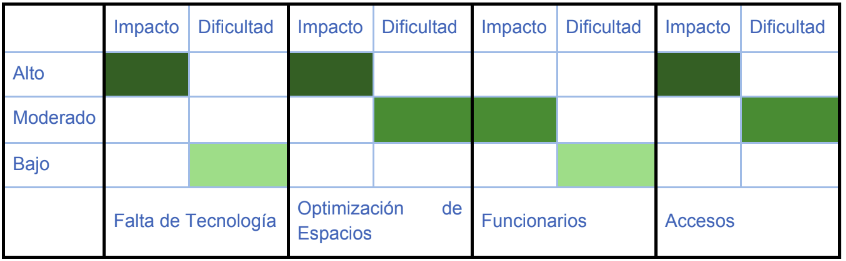 Impacto Dificultad Impacto Dificultad Impacto Dificultad Impacto Dificultad
Alto
Moderado
Bajo
Falta de Tecnología Optimización de Espacios Funcionarios Accesos